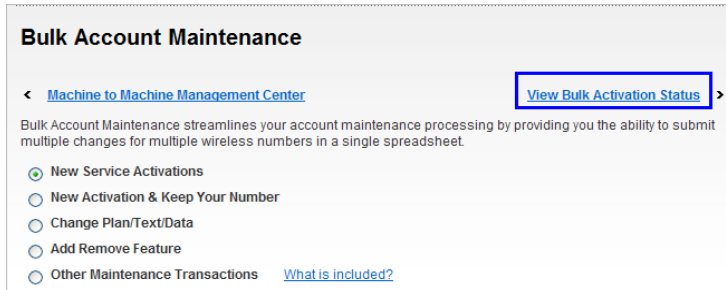 Bulk Account Maintenance
Machine to Machine Management Center
View Bulk Activation Status
Bulk Account Maintenance streamlines your account maintenance processing by providing you the ability to submit
multiple changes for multiple wireless numbers in a single spreadsheet.
New Service Activations
New Activation & Keep Your Number
Change Plan/Text/Data
Add Remove Feature
Other Maintenance Transactions What is included?